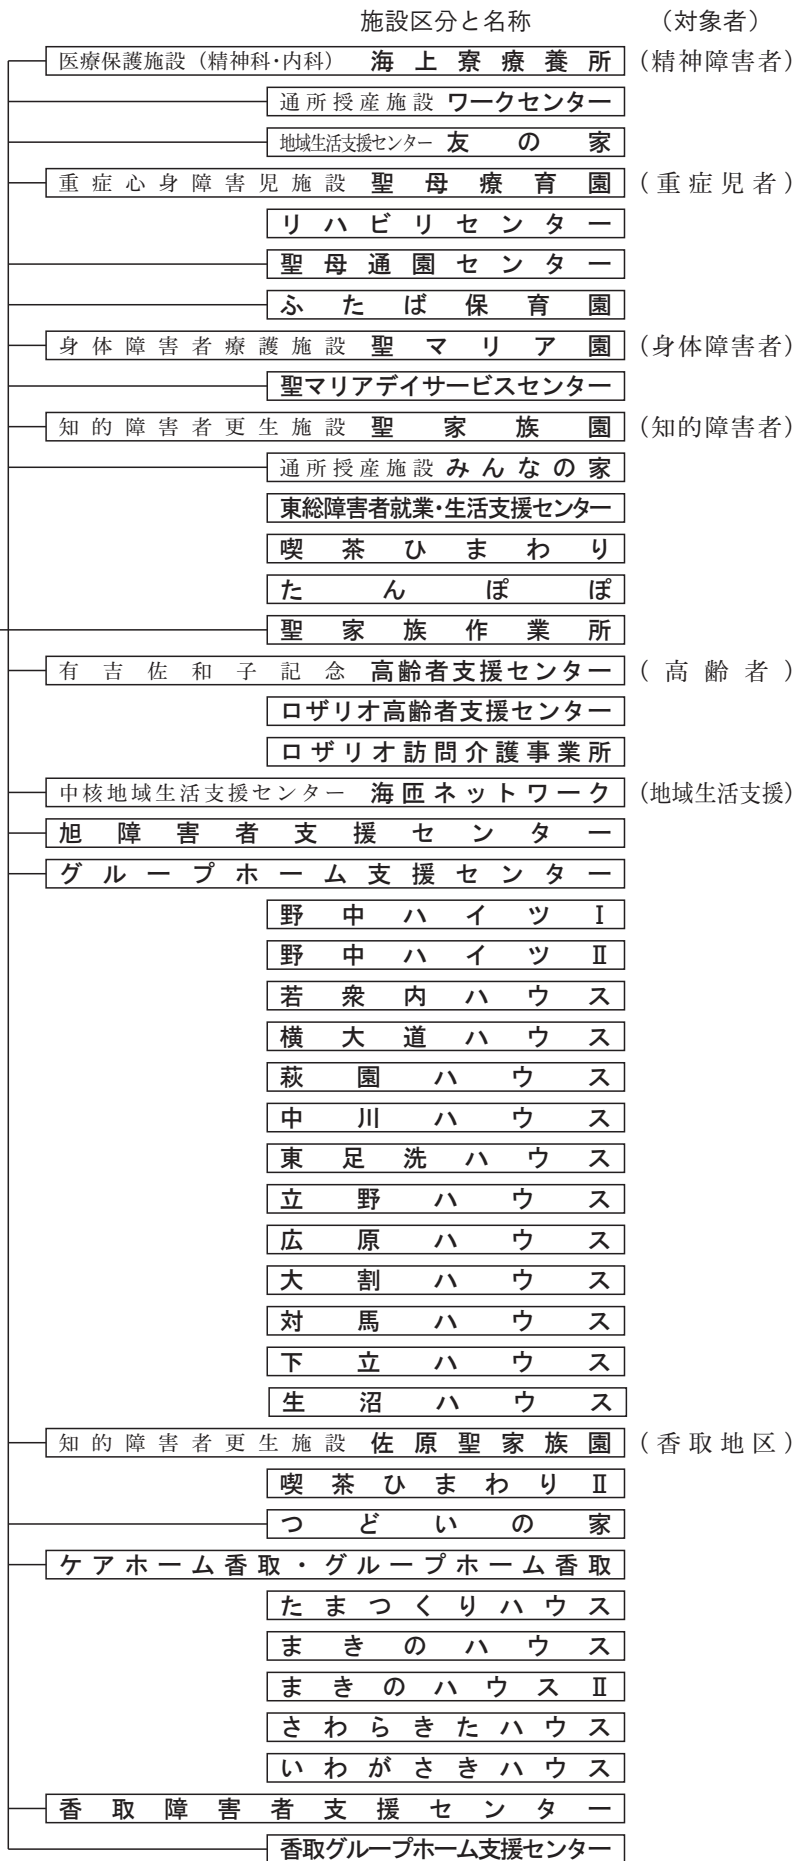 施設区分と名称 （対象者）
医療保護施設（精神科・内科） 海上寮療養所 （精神障害者）
通所授産施設 ワークセンター
地域生活支援センター 友の家
重症心身障害児施設 聖母療育園 （重症児者）
リハビリセンター
聖母通園センター
ふたば保育園
身体障害者療護施設 聖マリア園 （身体障害者）
聖マリアデイサービスセンター
知的障害者更生施設 聖家族園 （知的障害者）
通所授産施設 みんなの家
東総障害者就業・生活支援センター
喫茶ひまわり
たんぽぽ
聖家族作業所
有吉佐和子記念 高齢者支援センター （高齢者）
ロザリオ高齢者支援センター
ロザリオ訪問介護事業所
中核地域生活支援センター 海匝ネットワーク （地域生活支援）
旭障害者支援センター
グループホーム支援センター
野中ハイツⅠ
野中ハイツⅡ
若衆内ハウス
横大道ハウス
萩園ハウス
中川ハウス
東足洗ハウス
立野ハウス
広原ハウス
大割ハウス
対馬ハウス
下立ハウス
生沼ハウス
知的障害者更生施設 佐原聖家族園 （香取地区）
喫茶ひまわりⅡ
つどいの家
ケアホーム香取・グループホーム香取
たまつくりハウス
まきのハウス
まきのハウスⅡ
さわらきたハウス
いわがさきハウス
香取障害者支援センター
香取グループホーム支援センター